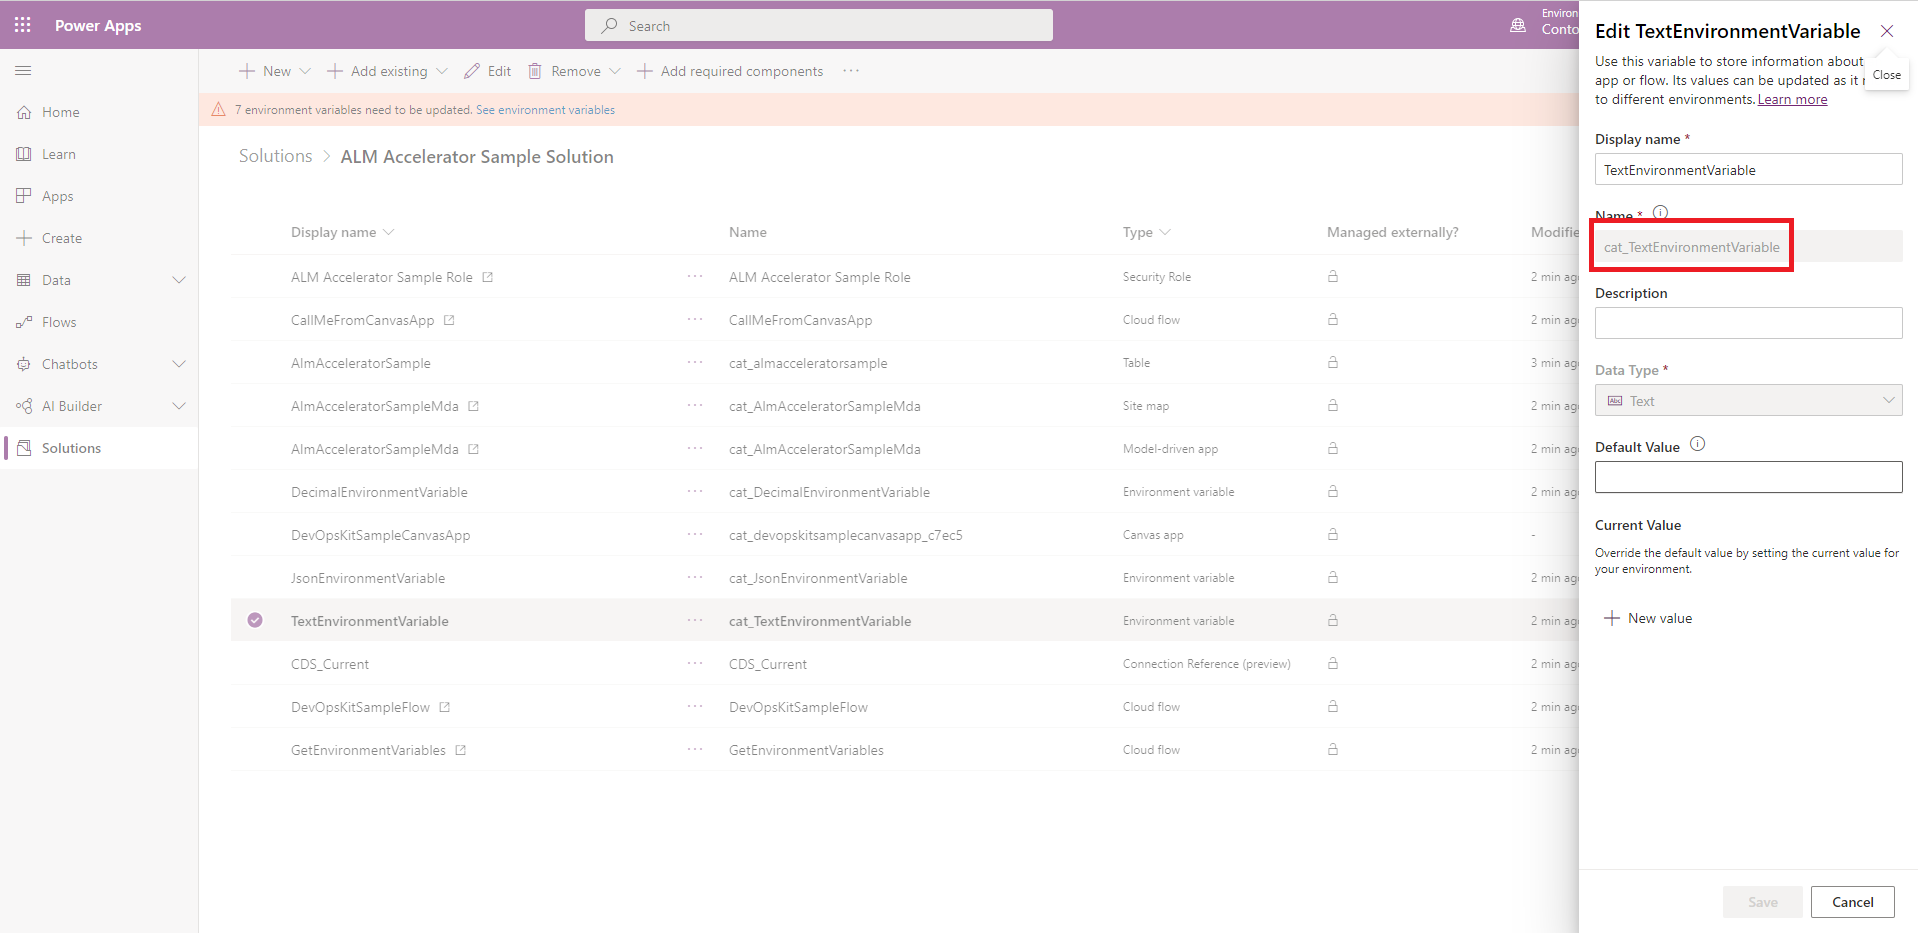 Power Apps
Search
Environ
Conto
New
Add existing
Edit
Remove
Add required components
7 environment variables need to be updated. See environment variables
Home
Learn
Apps
Create
Data
Flows
Chatbots
AI Builder
Solutions
Solutions > ALM Accelerator Sample Solution
Display name Name Type Managed externally? Modifie
ALM Accelerator Sample Role ALM Accelerator Sample Role Security Role 2 min ag
CallMeFromCanvasApp CallMeFromCanvasApp Cloud flow 2 min ago
AlmAcceleratorSample cat_almacceleratorsample Table 3 min ag
AlmAcceleratorSampleMda cat_AlmAcceleratorSampleMda Site map 2 min ago
AlmAcceleratorSampleMda cat_AlmAcceleratorSampleMda Model-driven app 2 min ago
DecimalEnvironmentVariable cat_DecimalEnvironmentVariable Environment variable 2 min ago
DevOpsKitSampleCanvasApp cat_devopskitsamplecanvasapp_c7ec5 Canvas app -
JsonEnvironmentVariable cat_JsonEnvironmentVariable Environment variable 2 min ago
TextEnvironmentVariable cat_TextEnvironmentVariable Environment variable 2 min ago
CDS_Current CDS_Current Connection Reference (preview) 2 min ag
DevOpsKitSampleFlow DevOpsKitSampleFlow Cloud flow 2 min ag
GetEnvironmentVariables GetEnvironmentVariables Cloud flow 2 min ag
Edit TextEnvironmentVariable
Close
Use this variable to store information about
app or flow. Its values can be updated as it
to different environments. Learn more
Display name *
TextEnvironmentVariable
Name *
cat_TextEnvironmentVariable
Description
Data Type *
Abc Text
Default Value
Current Value
Override the default value by setting the current value for
your environment.
New value
Save Cancel